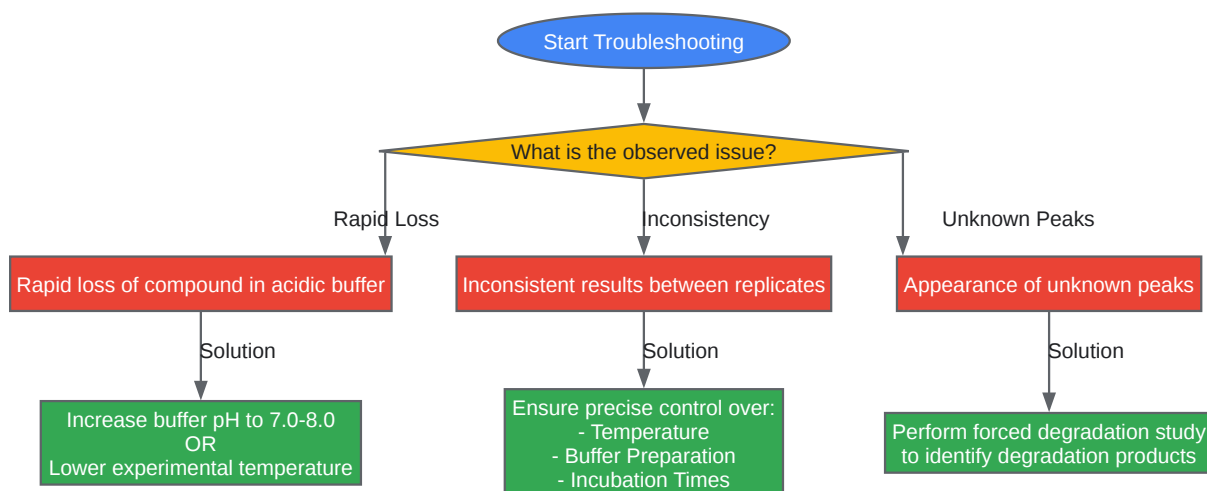 Start Troubleshooting
What is the observed issue?
Rapid Loss
Inconsistency
Unknown Peaks
Rapid loss of compound in acidic buffer
Inconsistent results between replicates
Appearance of unknown peaks
Solution
Solution
Solution
Increase buffer pH to 7.0-8.0
OR
Lower experimental temperature
Ensure precise control over:
- Temperature
- Buffer Preparation
- Incubation Times
Perform forced degradation study
to identify degradation products